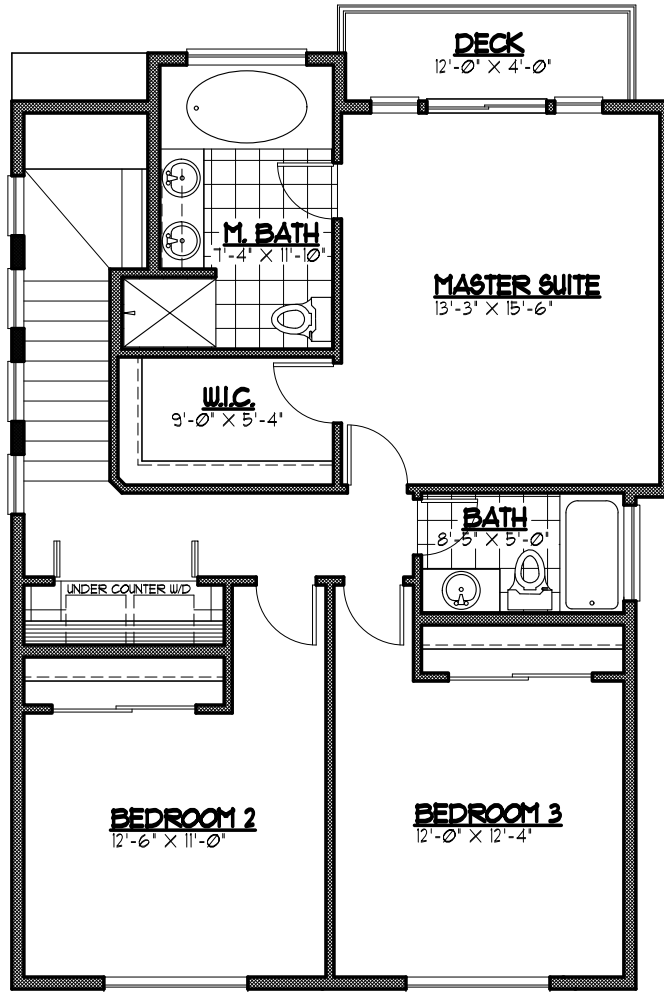 DECK
12'-0" X 4'-0"
M. BATH
7'-4" X 11'-10"
MASTER SUITE
13'-3" X 15'-6"
W.I.C.
9'-0" X 5'-4"
BATH
8'-5" X 5'-0"
UNDER COUNTER W/D
BEDROOM 2
12'-6" X 11'-0"
BEDROOM 3
12'-0" X 12'-4"